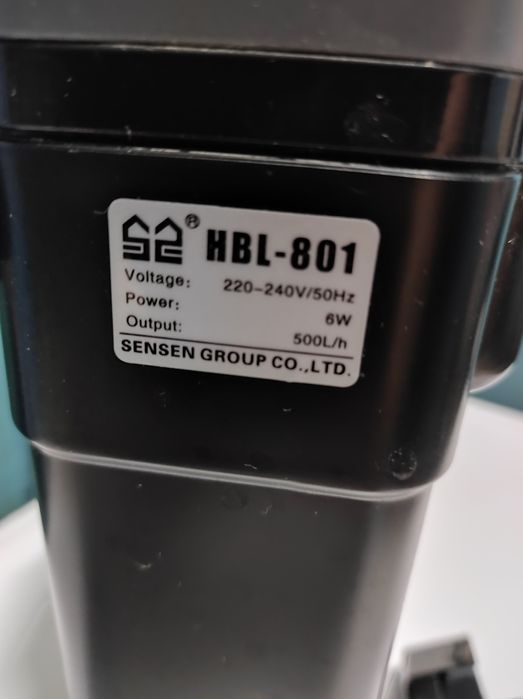 ® HBL-801
Voltage: 220-240V/50Hz
Power: 6W
Output: 500L/h
SENSEN GROUP CO.,LTD.